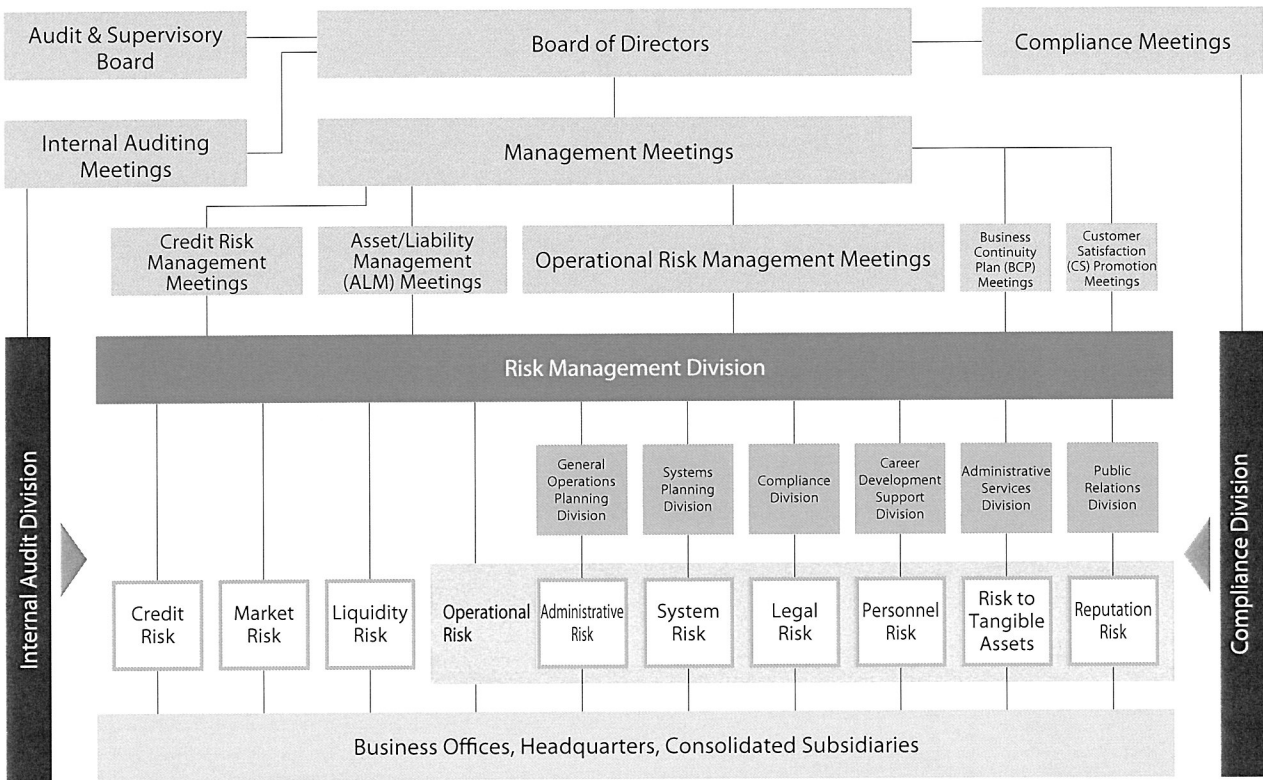 Audit & Supervisory
Board
Board of Directors
Compliance Meetings
Internal Auditing
Meetings
Management Meetings
Credit Risk
Management
Meetings
Asset/Liability
Management
(ALM) Meetings
Operational Risk Management Meetings
Business
Continuity
Plan (BCP)
Meetings
Customer
Satisfaction
(CS) Promotion
Meetings
Risk Management Division
Internal Audit Division
Compliance Division
General
Operations
Planning
Division
Systems
Planning
Division
Compliance
Division
Career
Development
Support
Division
Administrative
Services
Division
Public
Relations
Division
Credit
Risk
Market
Risk
Liquidity
Risk
Operational
Risk
Administrative
Risk
System
Risk
Legal
Risk
Personnel
Risk
Risk to
Tangible
Assets
Reputation
Risk
Business Offices, Headquarters, Consolidated Subsidiaries